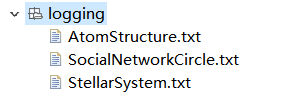 logging
AtomStructure.txt
SocialNetworkCircle.txt
StellarSystem.txt